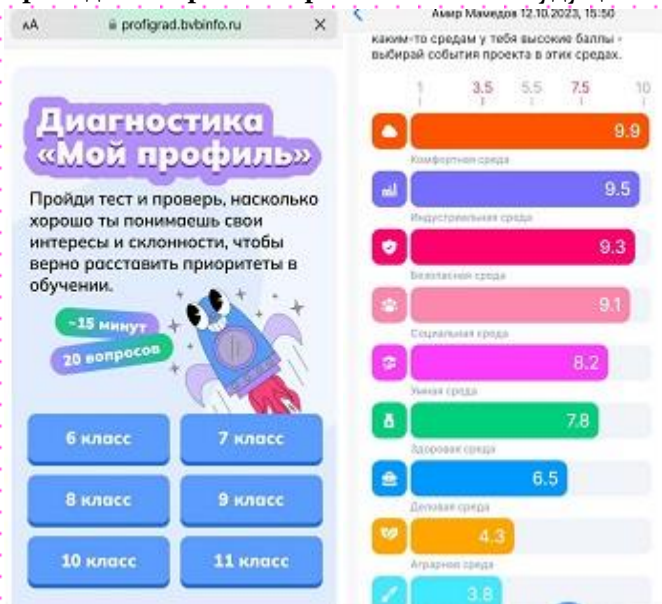 AA profigrad.bvbinfo.ru
Диагностика
«Мой профиль»
Пройди тест и проверь, насколько
хорошо ты понимаешь свои
интересы и склонности, чтобы
верно расставить приоритеты в
обучении.
~15 минут
20 вопросов
6 класс
7 класс
8 класс
9 класс
10 класс
11 класс
Амир Мамедов 12.10.2023, 15:50
каким-то средам у тебя высокие баллы -
выбирай события проекта в этих средах.
1 3.5 5.5 7.5 10
9.9
Комфортная среда
9.5
Индустриальная среда
9.3
Безопасная среда
9.1
Социальная среда
8.2
Умная среда
7.8
Здоровая среда
6.5
Деловая среда
4.3
Аграрная среда
3.8